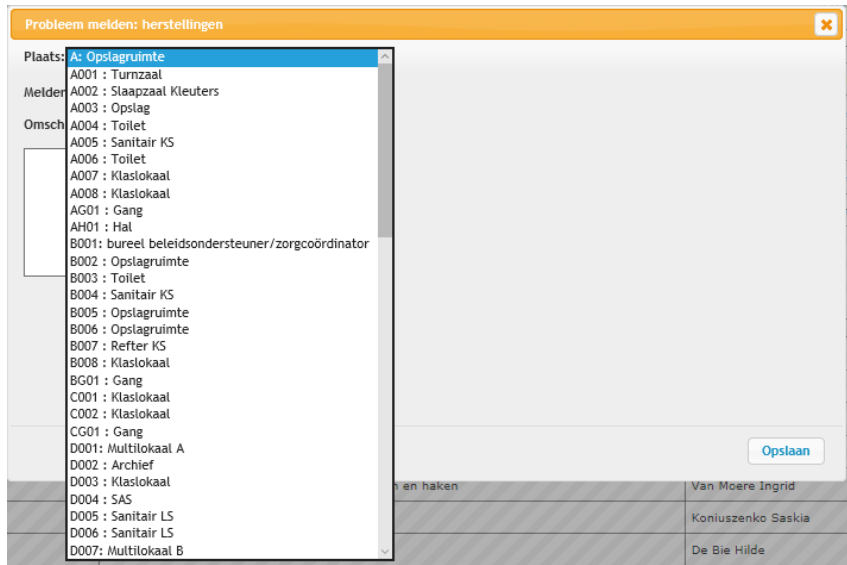 Probleem melden: herstellingen
Plaats: A: Opslagruimte
A001 : Turnzaal
Melder
A002 : Slaapzaal Kleuters
A003 : Opslag
Omsch
A004 : Toilet
A005 : Sanitair KS
A006 : Toilet
A007 : Klaslokaal
A008 : Klaslokaal
AG01 : Gang
AH01 : Hal
B001: bureel beleidsondersteuner/zorgcoördinator
B002 : Opslagruimte
B003 : Toilet
B004 : Sanitair KS
B005 : Opslagruimte
B006 : Opslagruimte
B007 : Refter KS
B008 : Klaslokaal
BG01 : Gang
C001 : Klaslokaal
C002 : Klaslokaal
CG01 : Gang
D001: Multilokaal A
D002 : Archief
D003 : Klaslokaal
D004 : SAS
D005 : Sanitair LS
D006 : Sanitair LS
D007: Multilokaal B
Opslaan
n en haken Van Moere Ingrid
Koniuszenko Saskia
De Bie Hilde